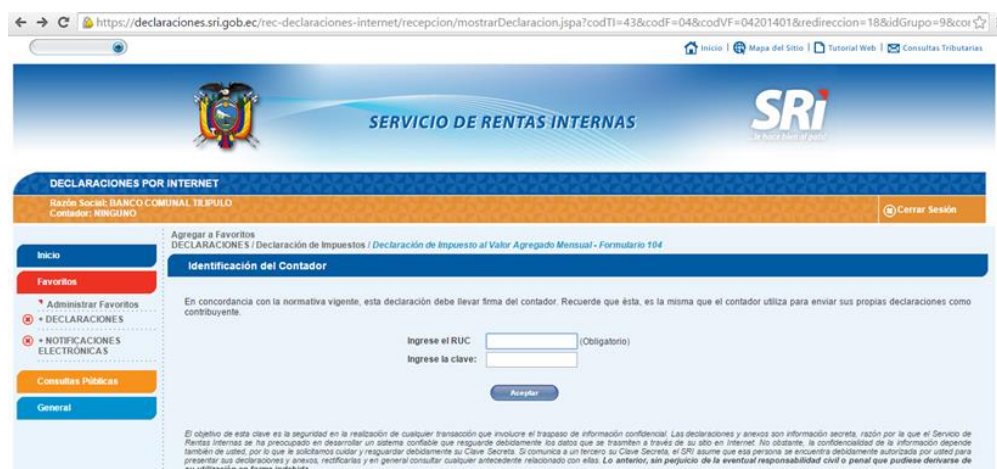 https://declaraciones.sri.gob.ec/rec-declaraciones-internet/recepcion/mostrarDeclaracion.jspa?codTI=43&codF=04&codVF=04201401&redireccion=18&idGrupo=9&cor
Inicio | Mapa del Sitio | Tutorial Web | Consultas Tributarias
SERVICIO DE RENTAS INTERNAS
SRi
le hace bien al país!
DECLARACIONES POR INTERNET
Razón Social: BANCO COMUNAL TILIPULO
Contador: NINGUNO
Cerrar Sesión
Agregar a Favoritos
DECLARACIONES / Declaración de Impuestos / Declaración de Impuesto al Valor Agregado Mensual - Formulario 104
Inicio
Identificación del Contador
Favoritos
Administrar Favoritos
+ DECLARACIONES
+ NOTIFICACIONES
ELECTRÓNICAS
Consultas Públicas
General
En concordancia con la normativa vigente, esta declaración debe llevar firma del contador. Recuerde que ésta, es la misma que el contador utiliza para enviar sus propias declaraciones como
contribuyente.
Ingrese el RUC (Obligatorio)
Ingrese la clave:
Aceptar
El objetivo de esta clave es la seguridad en la realización de cualquier transacción que involucre el traspaso de información confidencial. Las declaraciones y anexos son información secreta, razón por la que el Servicio de
Rentas Internas se ha preocupado en desarrollar un sistema confiable que resguarde debidamente los datos que se trasmiten a través de su sitio en Internet. No obstante, la confidencialidad de la información depende
también de usted, por lo que le solicitamos cuidar y resguardar debidamente su Clave Secreta. Si comunica a un tercero su Clave Secreta, el SRI asume que esa persona se encuentra debidamente autorizada por usted para
presentar sus declaraciones y anexos, rectificarlas y en general consultar cualquier antecedente relacionado con ellas. Lo anterior, sin perjuicio de la eventual responsabilidad civil o penal que pudiese derivarse de
su utilización en forma indebida.